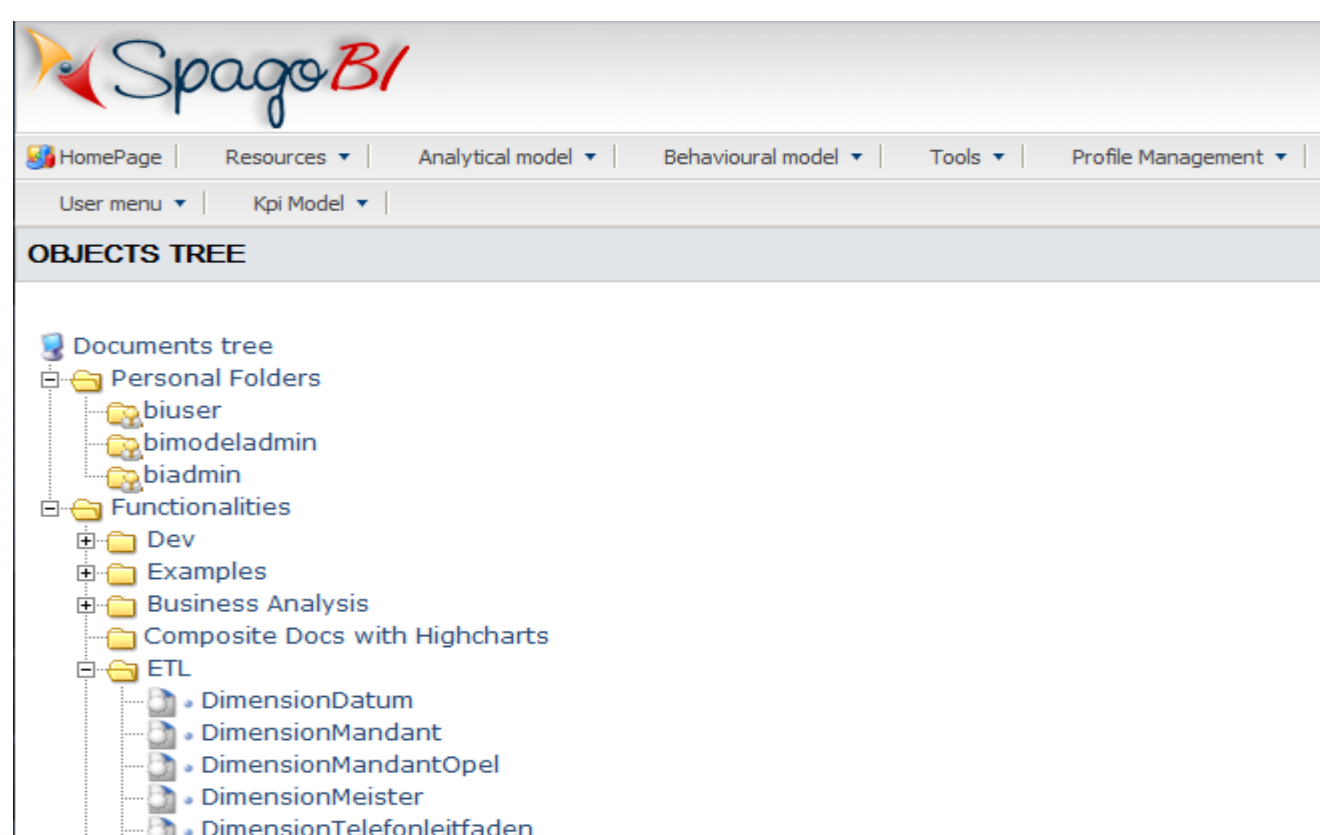 SpagoBI
HomePage Resources Analytical model Behavioural model Tools Profile Management
User menu Kpi Model
OBJECTS TREE
Documents tree
Personal Folders
biuser
bimodeladmin
biadmin
Functionalities
Dev
Examples
Business Analysis
Composite Docs with Highcharts
ETL
DimensionDatum
DimensionMandant
DimensionMandantOpel
DimensionMeister
DimensionTelefonleitfaden